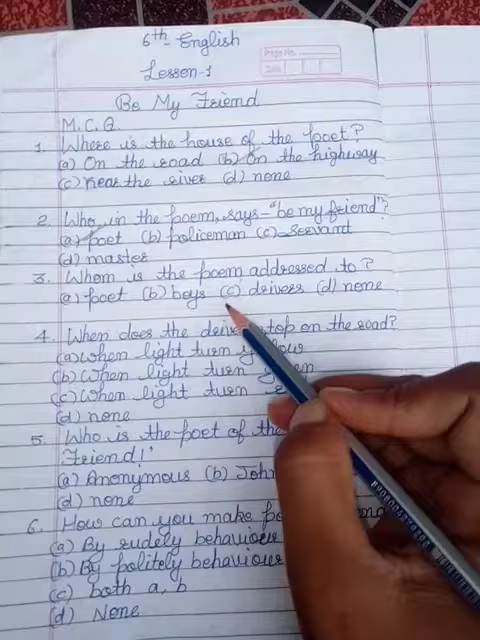 6th English
Page No.
Date
Lesson-1
Be My Friend
M.C.Q.
1. Where is the house of the poet?
(a) On the road (b) On the highway
(c) near the river (d) none
2. Who, in the poem, says-"be my friend"?
(a) poet (b) policeman (c) servant
(d) master
3. Whom is the poem addressed to?
(a) poet (b) boys (c) drivers (d) none
4. When does the drive stop on the road?
(a) when light turn
(b) when light turn
(c) when light turn
(d) none
5. Who is the poet of the
Friend!'
(a) Anonymous (b) John
(d) none
6. How can you make
(a) By rudely behaviour
(b) By politely behaviour
(c) both a, b
(d) None